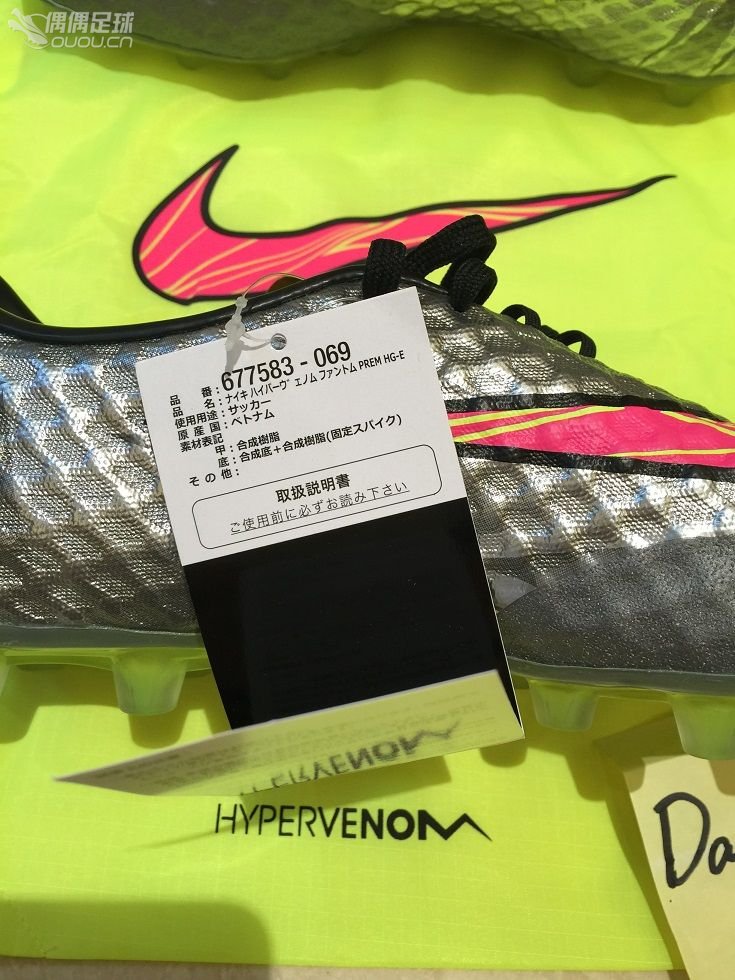 偶偶足球
ouou.cn
品 番：677583 - 069
品 名：ナイキ ハイパーヴェノム ファントム PREM HG-E
使用用途：サッカー
原 産 国：ベトナム
素材表記
甲：合成樹脂
底：合成底＋合成樹脂(固定スパイク)
そ の 他：
取扱説明書
ご使用前に必ずお読み下さい
HYPERVENOM
Da